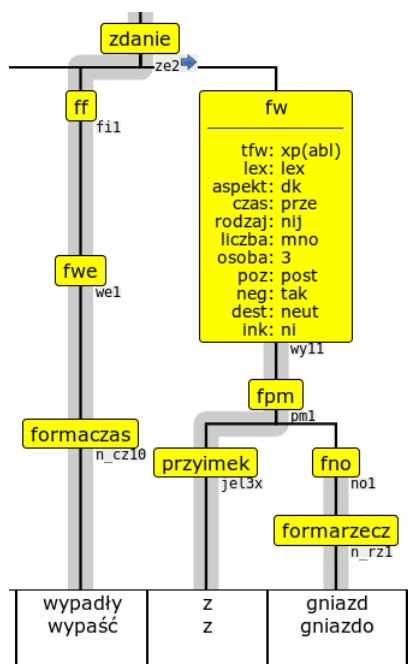 zdanie
ze2
ff
fi1
fw
tfw: xp(abl)
lex: lex
aspekt: dk
czas: prze
rodzaj: nij
liczba: mno
osoba: 3
poz: post
neg: tak
dest: neut
ink: ni
wy11
fwe
we1
fpm
pm1
formaczas
n_cz10
przyimek
jel3x
fno
no1
formarzecz
n_rz1
wypadły z gniazd
wypaść z gniazdo